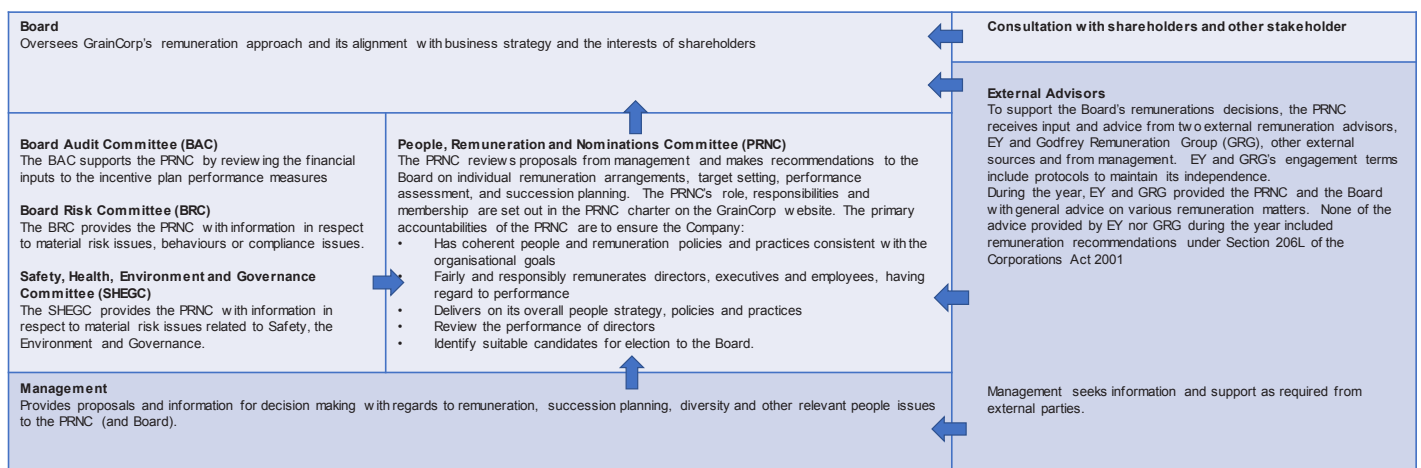 Board
Oversees GrainCorp's remuneration approach and its alignment with business strategy and the interests of shareholders
Consultation with shareholders and other stakeholder
Board Audit Committee (BAC)
The BAC supports the PRNC by reviewing the financial
inputs to the incentive plan performance measures
Board Risk Committee (BRC)
The BRC provides the PRNC with information in respect
to material risk issues, behaviours or compliance issues.
Safety, Health, Environment and Governance
Committee (SHEGC)
The SHEGC provides the PRNC with information in
respect to material risk issues related to Safety, the
Environment and Governance.
People, Remuneration and Nominations Committee (PRNC)
The PRNC reviews proposals from management and makes recommendations to the
Board on individual remuneration arrangements, target setting, performance
assessment, and succession planning. The PRNC's role, responsibilities and
membership are set out in the PRNC charter on the GrainCorp website. The primary
accountabilities of the PRNC are to ensure the Company:
• Has coherent people and remuneration policies and practices consistent with the
organisational goals
• Fairly and responsibly remunerates directors, executives and employees, having
regard to performance
• Delivers on its overall people strategy, policies and practices
• Review the performance of directors
• Identify suitable candidates for election to the Board.
External Advisors
To support the Board's remunerations decisions, the PRNC
receives input and advice from two external remuneration advisors,
EY and Godfrey Remuneration Group (GRG), other external
sources and from management. EY and GRG's engagement terms
include protocols to maintain its independence.
During the year, EY and GRG provided the PRNC and the Board
with general advice on various remuneration matters. None of the
advice provided by EY nor GRG during the year included
remuneration recommendations under Section 206L of the
Corporations Act 2001
Management
Provides proposals and information for decision making with regards to remuneration, succession planning, diversity and other relevant people issues
to the PRNC (and Board).
Management seeks information and support as required from
external parties.